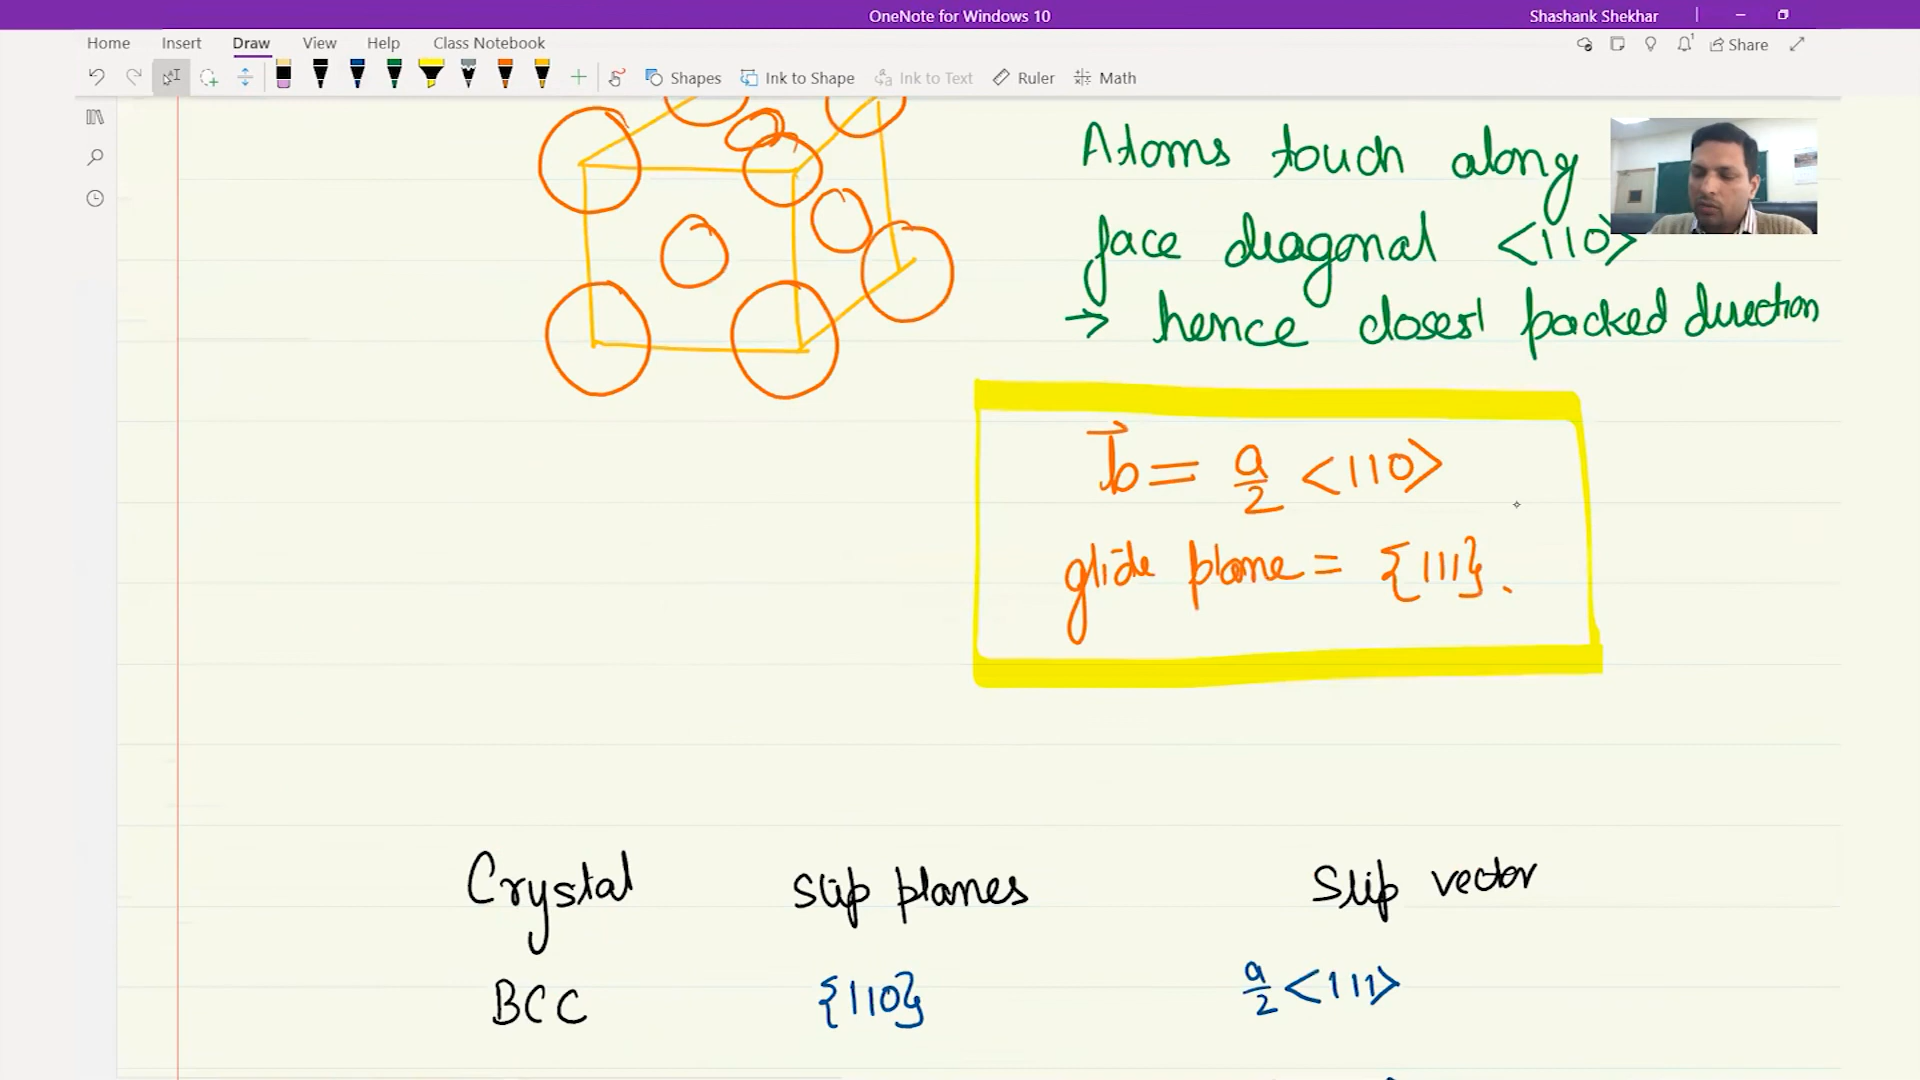 OneNote for Windows 10
Shashank Shekhar
Home Insert Draw View Help Class Notebook
Share
Shapes Ink to Shape Ink to Text Ruler Math
Atoms touch along
face diagonal <110>
→ hence closest packed direction
b⃗ = a/2 <110>
glide plane = {111}.
Crystal Slip planes Slip vector
BCC {110} a/2 <111>